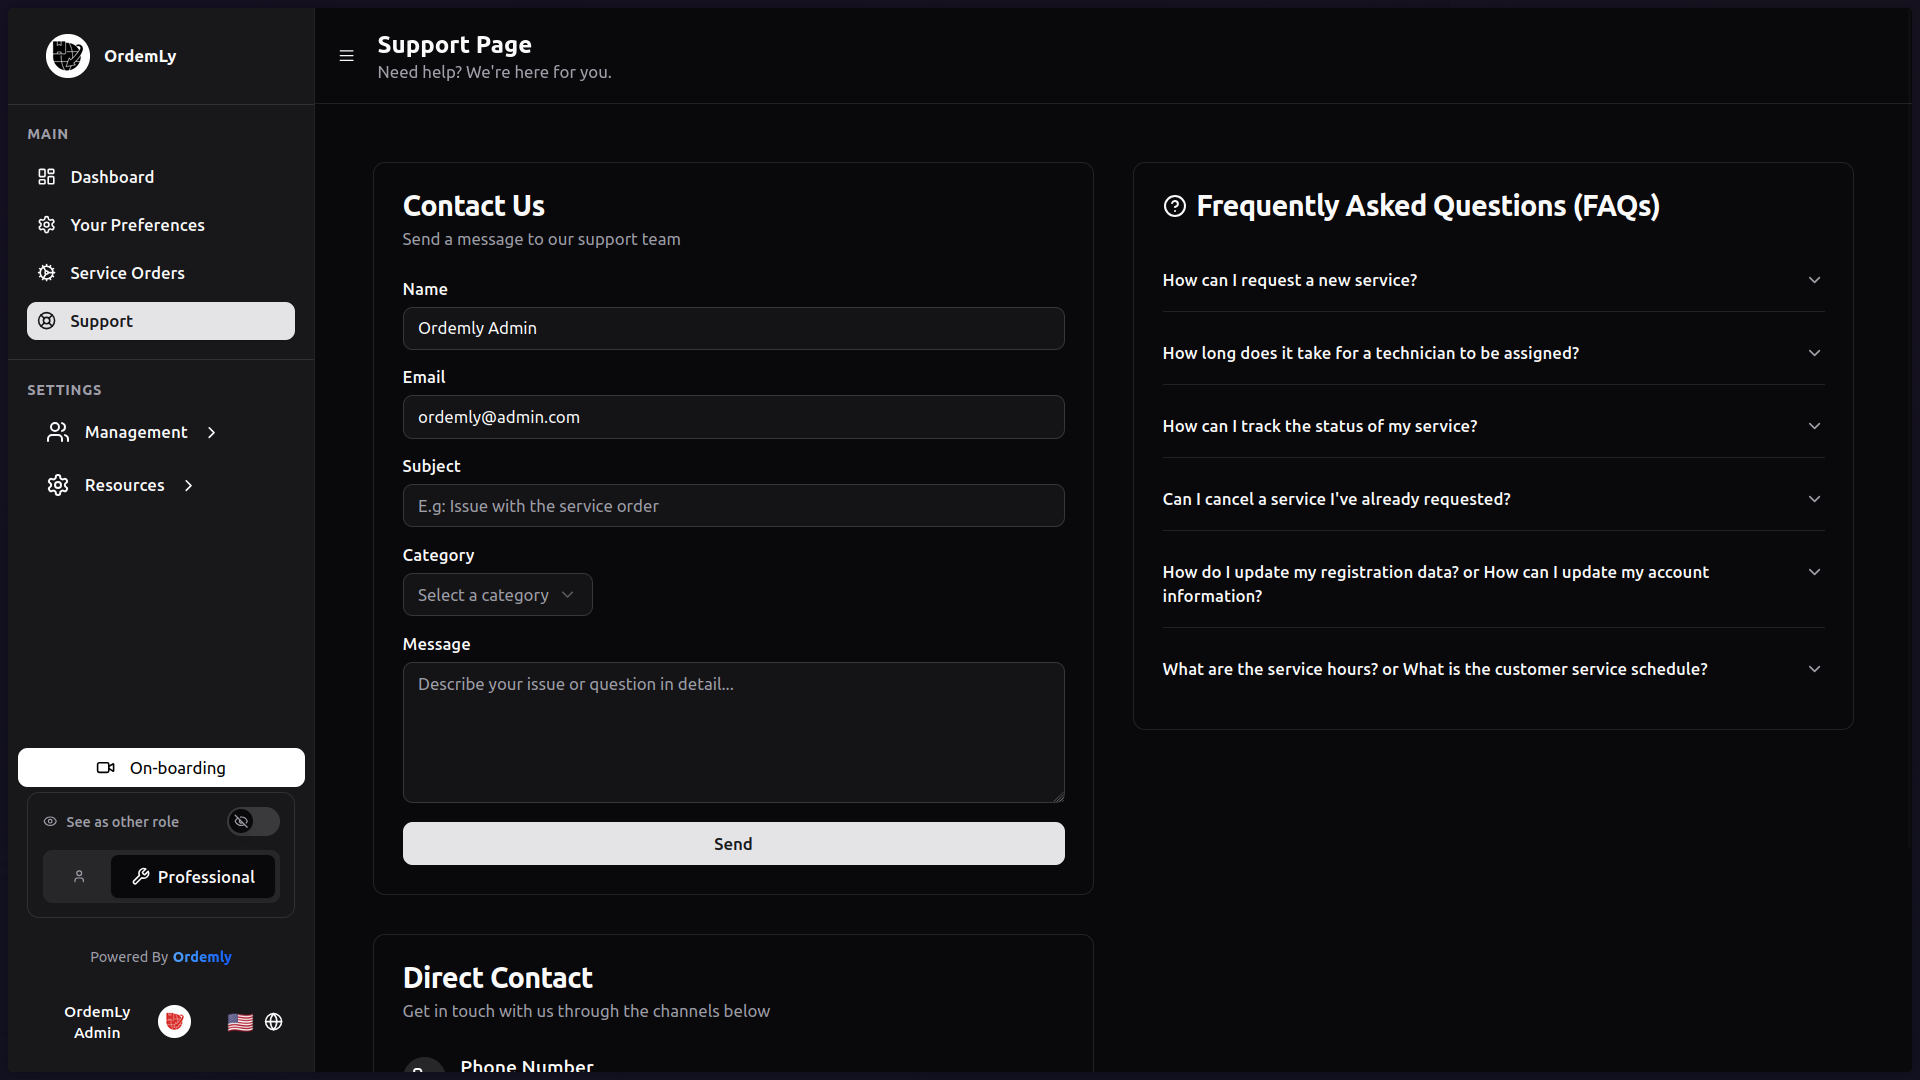 OrdemLy
MAIN
Dashboard
Your Preferences
Service Orders
Support
SETTINGS
Management
Resources
On-boarding
See as other role
Professional
Powered By Ordemly
OrdemLy
Admin
Support Page
Need help? We're here for you.
Contact Us
Send a message to our support team
Name
Ordemly Admin
Email
ordemly@admin.com
Subject
E.g: Issue with the service order
Category
Select a category
Message
Describe your issue or question in detail...
Send
Direct Contact
Get in touch with us through the channels below
Phone Number
Frequently Asked Questions (FAQs)
How can I request a new service?
How long does it take for a technician to be assigned?
How can I track the status of my service?
Can I cancel a service I've already requested?
How do I update my registration data? or How can I update my account
information?
What are the service hours? or What is the customer service schedule?